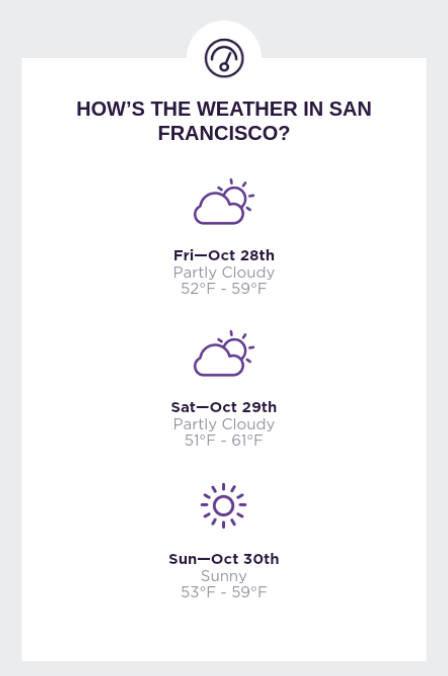 HOW’S THE WEATHER IN SAN
FRANCISCO?
Fri—Oct 28th
Partly Cloudy
52°F - 59°F
Sat—Oct 29th
Partly Cloudy
51°F - 61°F
Sun—Oct 30th
Sunny
53°F - 59°F